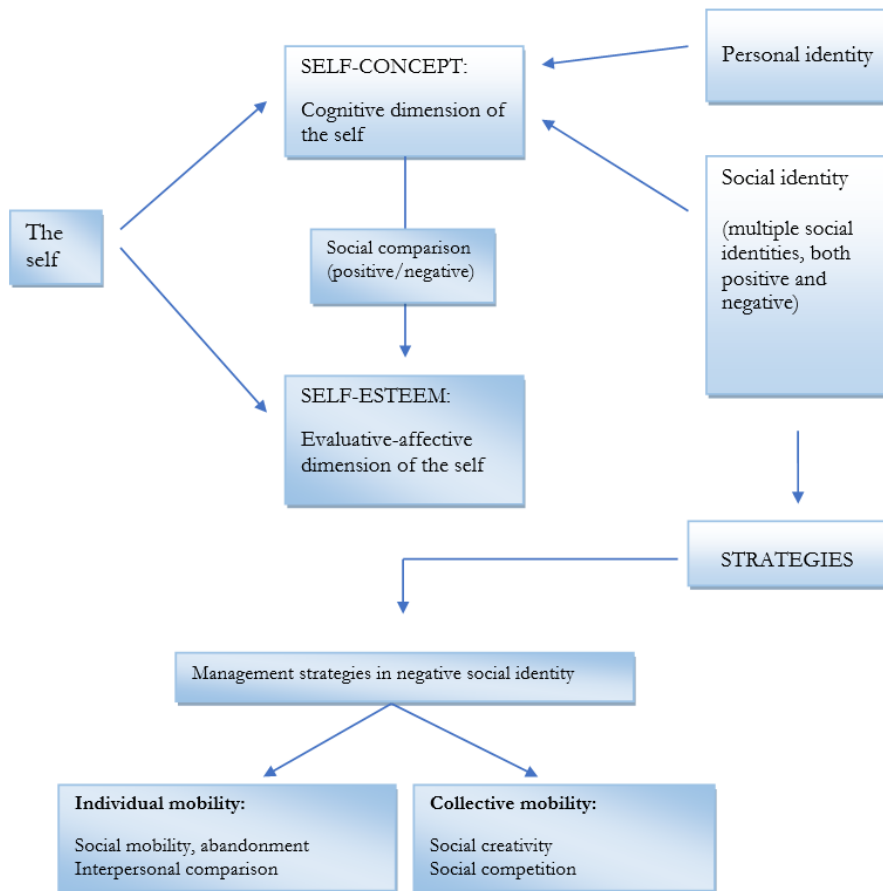 SELF-CONCEPT:
Cognitive dimension of
the self
Personal identity
Social identity
(multiple social
identities, both
positive and
negative)
The
self
Social comparison
(positive/negative)
SELF-ESTEEM:
Evaluative-affective
dimension of the self
STRATEGIES
Management strategies in negative social identity
Individual mobility:
Social mobility, abandonment
Interpersonal comparison
Collective mobility:
Social creativity
Social competition